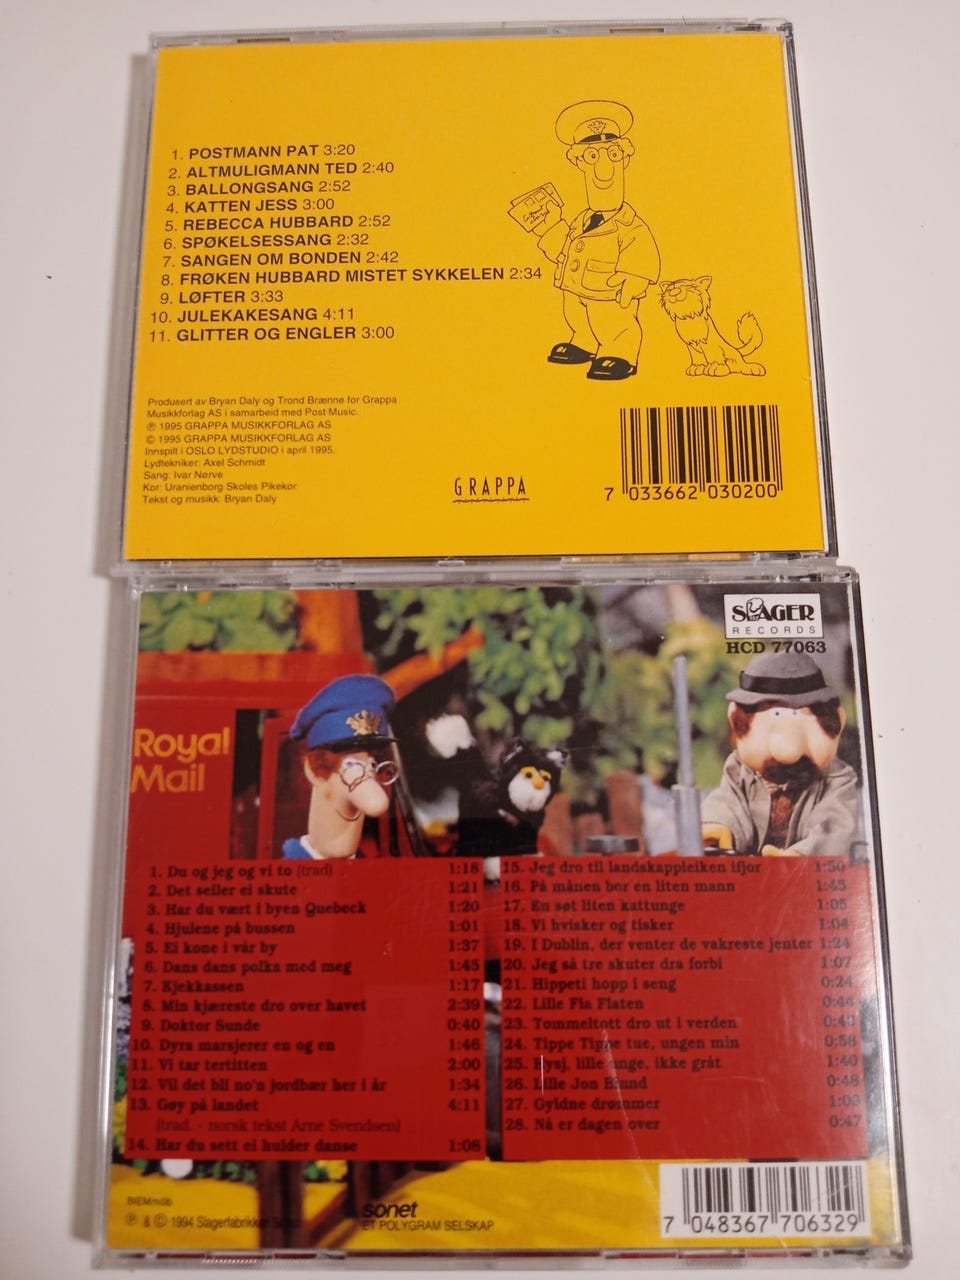 1. POSTMANN PAT 3:20
2. ALTMULIGMANN TED 2:40
3. BALLONGSANG 2:52
4. KATTEN JESS 3:00
5. REBECCA HUBBARD 2:52
6. SPØKELSESSANG 2:32
7. SANGEN OM BONDEN 2:42
8. FRØKEN HUBBARD MISTET SYKKELEN 2:34
9. LØFTER 3:33
10. JULEKAKESANG 4:11
11. GLITTER OG ENGLER 3:00
Produsert av Bryan Daly og Trond Brænne for Grappa
Musikkforlag AS i samarbeid med Post Music.
℗ 1995 GRAPPA MUSIKKFORLAG AS
© 1995 GRAPPA MUSIKKFORLAG AS
Innspilt i OSLO LYDSTUDIO i april 1995.
Lydtekniker: Axel Schmidt
Sang: Ivar Nørve
Kor: Uranienborg Skoles Pikekor
Tekst og musikk: Bryan Daly
GRAPPA
7 033662 030200
SLAGER
RECORDS
HCD 77063
Royal
Mail
1. Du og jeg og vi to (trad) 1:18
2. Det seiler ei skute 1:21
3. Har du vært i byen Quebeck 1:20
4. Hjulene på bussen 1:01
5. Ei kone i vår by 1:37
6. Dans dans polka med meg 1:45
7. Kjekkassen 1:17
8. Min kjæreste dro over havet 2:39
9. Doktor Sunde 0:40
10. Dyra marsjerer en og en 1:46
11. Vi tar tertitten 2:00
12. Vil det bli no'n jordbær her i år 1:34
13. Gøy på landet 4:11
(trad. - norsk tekst Arne Svendsen)
14. Har du sett ei hulder danse 1:08
15. Jeg dro til landskappleiken ifjor 1:50
16. På månen bor en liten mann 1:45
17. En søt liten kattunge 1:05
18. Vi hvisker og tisker 1:04
19. I Dublin, der venter de vakreste jenter 1:24
20. Jeg så tre skuter dra forbi 1:07
21. Hippeti hopp i seng 0:24
22. Lille Fia Flaten 0:44
23. Tommeltott dro ut i verden 0:43
24. Tippe Tippe tue, ungen min 0:58
25. Hysj, lille unge, ikke gråt 1:40
26. Lille Jon Blund 0:48
27. Gyldne drømmer
28. Nå er dagen over 0:47
BIEM/ncb
℗ & © 1994 Slagerfabrikken
sonet
ET POLYGRAM SELSKAP
7 048367 706329